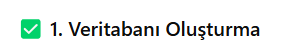 ✅ 1. Veritabanı Oluşturma